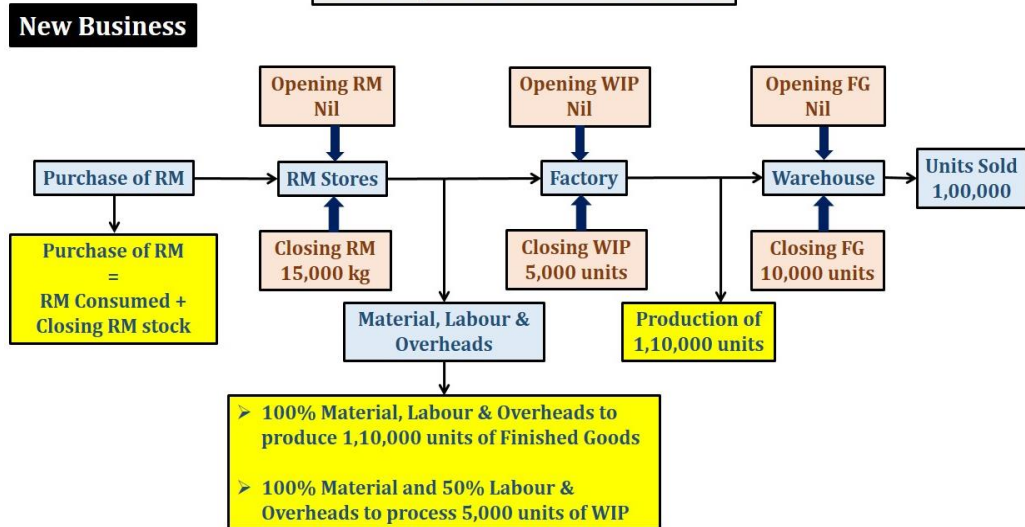 New Business
Opening RM
Nil
Opening WIP
Nil
Opening FG
Nil
Purchase of RM
RM Stores
Factory
Warehouse
Units Sold
1,00,000
Purchase of RM
=
RM Consumed +
Closing RM stock
Closing RM
15,000 kg
Closing WIP
5,000 units
Closing FG
10,000 units
Material, Labour &
Overheads
Production of
1,10,000 units
➢ 100% Material, Labour & Overheads to
produce 1,10,000 units of Finished Goods
➢ 100% Material and 50% Labour &
Overheads to process 5,000 units of WIP